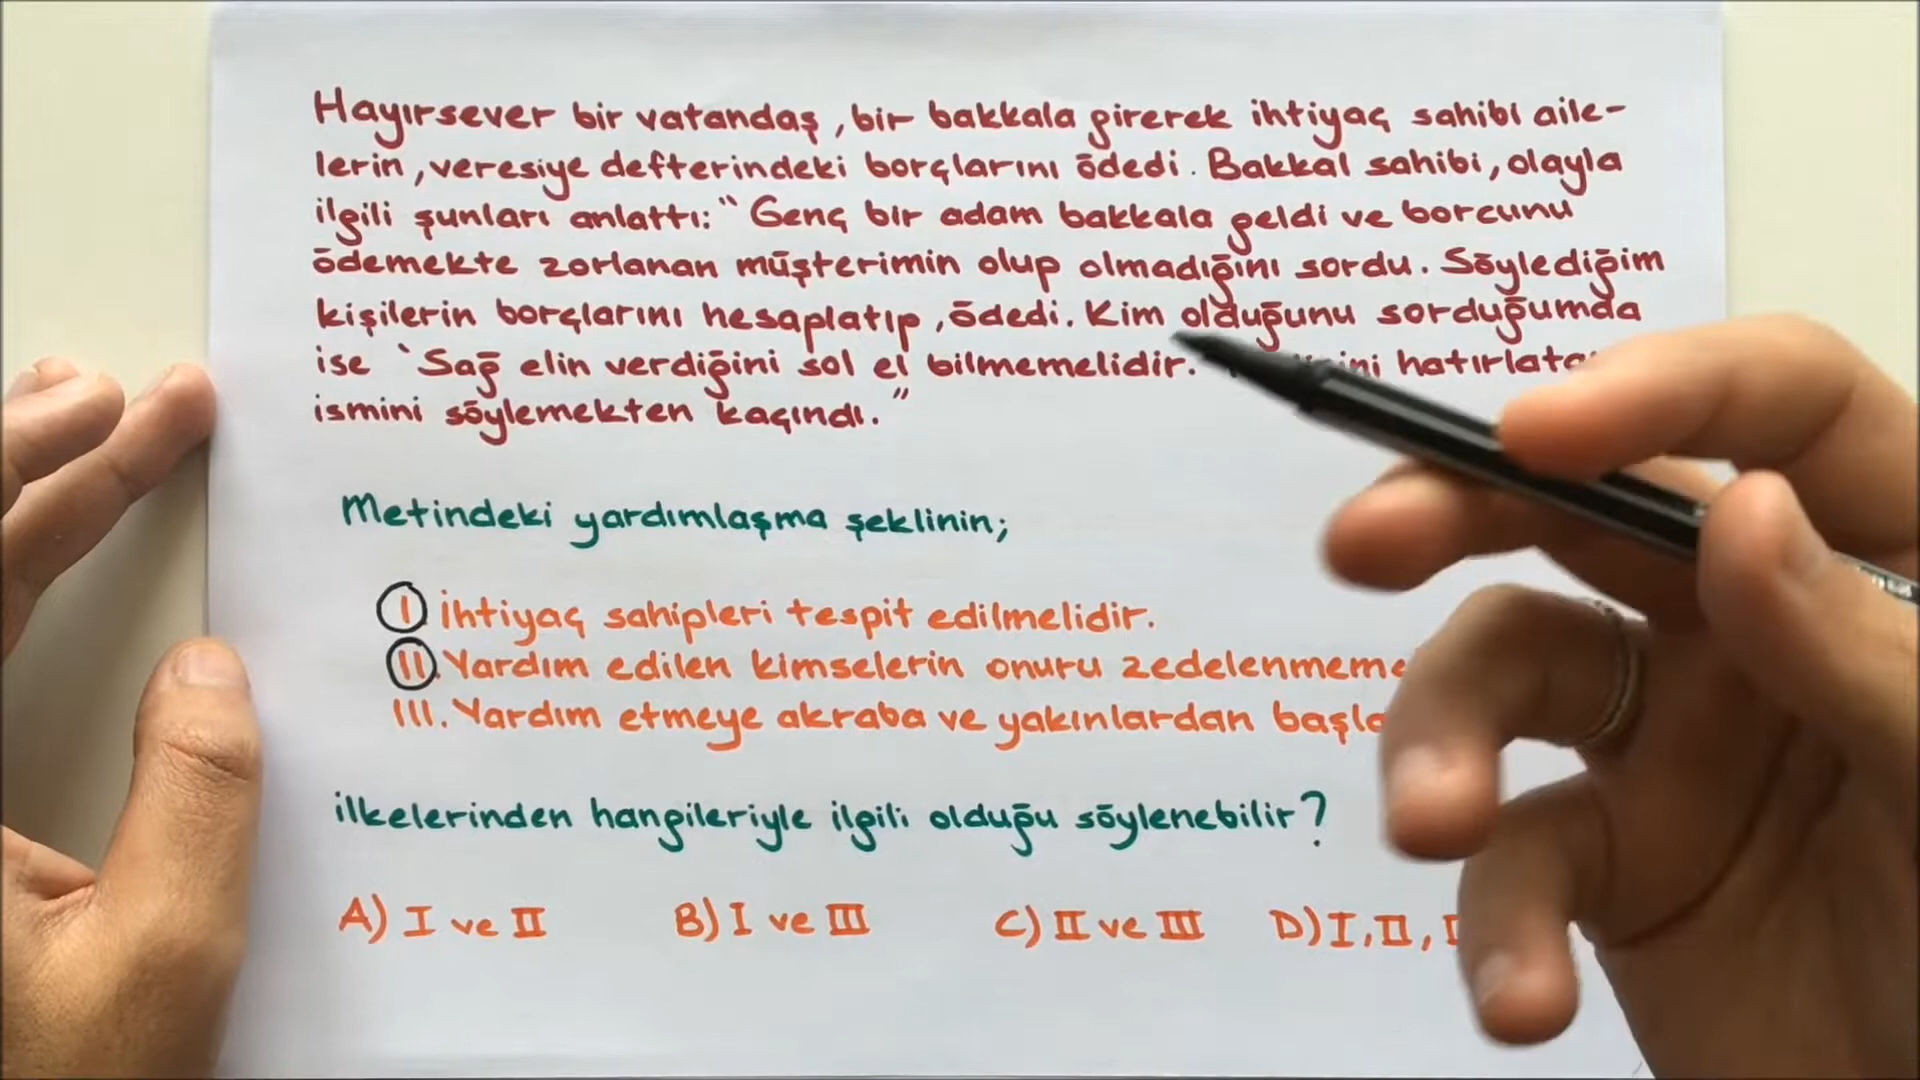 Hayırsever bir vatandaş, bir bakkala girerek ihtiyaç sahibi aile-
lerin, veresiye defterindeki borçlarını ödedi. Bakkal sahibi, olayla
ilgili şunları anlattı: "Genç bir adam bakkala geldi ve borcunu
ödemekte zorlanan müşterimin olup olmadığını sordu. Söylediğim
kişilerin borçlarını hesaplatıp, ödedi. Kim olduğunu sorduğumda
ise 'Sağ elin verdiğini sol el bilmemelidir.
ismini söylemekten kaçındı."
Metindeki yardımlaşma şeklinin;
I İhtiyaç sahipleri tespit edilmelidir.
II. Yardım edilen kimselerin onuru
III. Yardım etmeye akraba ve yakınlardan
ilkelerinden hangileriyle ilgili olduğu söylenebilir?
A) I ve II B) I ve III C) II ve III D) I, II,